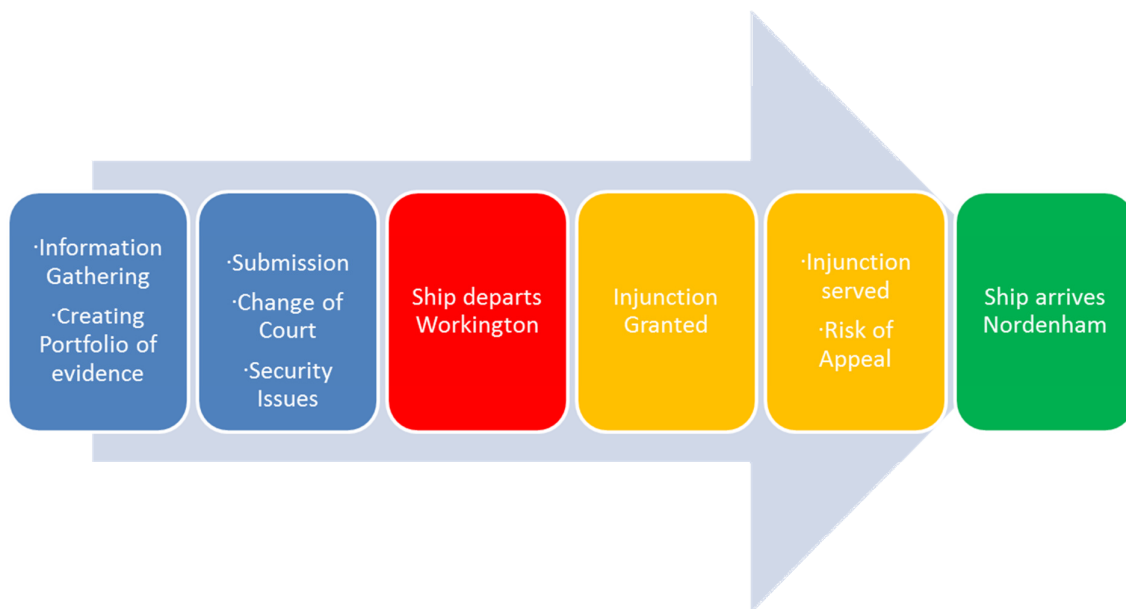 ·Information
Gathering
·Creating
Portfolio of
evidence
·Submission
·Change of
Court
·Security
Issues
Ship departs
Workington
Injunction
Granted
·Injunction
served
·Risk of
Appeal
Ship arrives
Nordenham